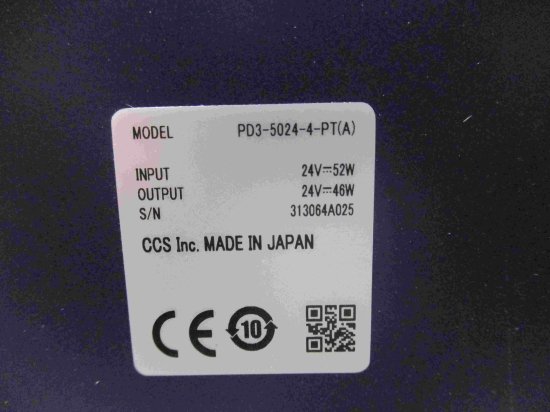 MODEL PD3-5024-4-PT(A)
INPUT 24V⎓52W
OUTPUT 24V⎓46W
S/N 313064A025
CCS Inc. MADE IN JAPAN
CE 10